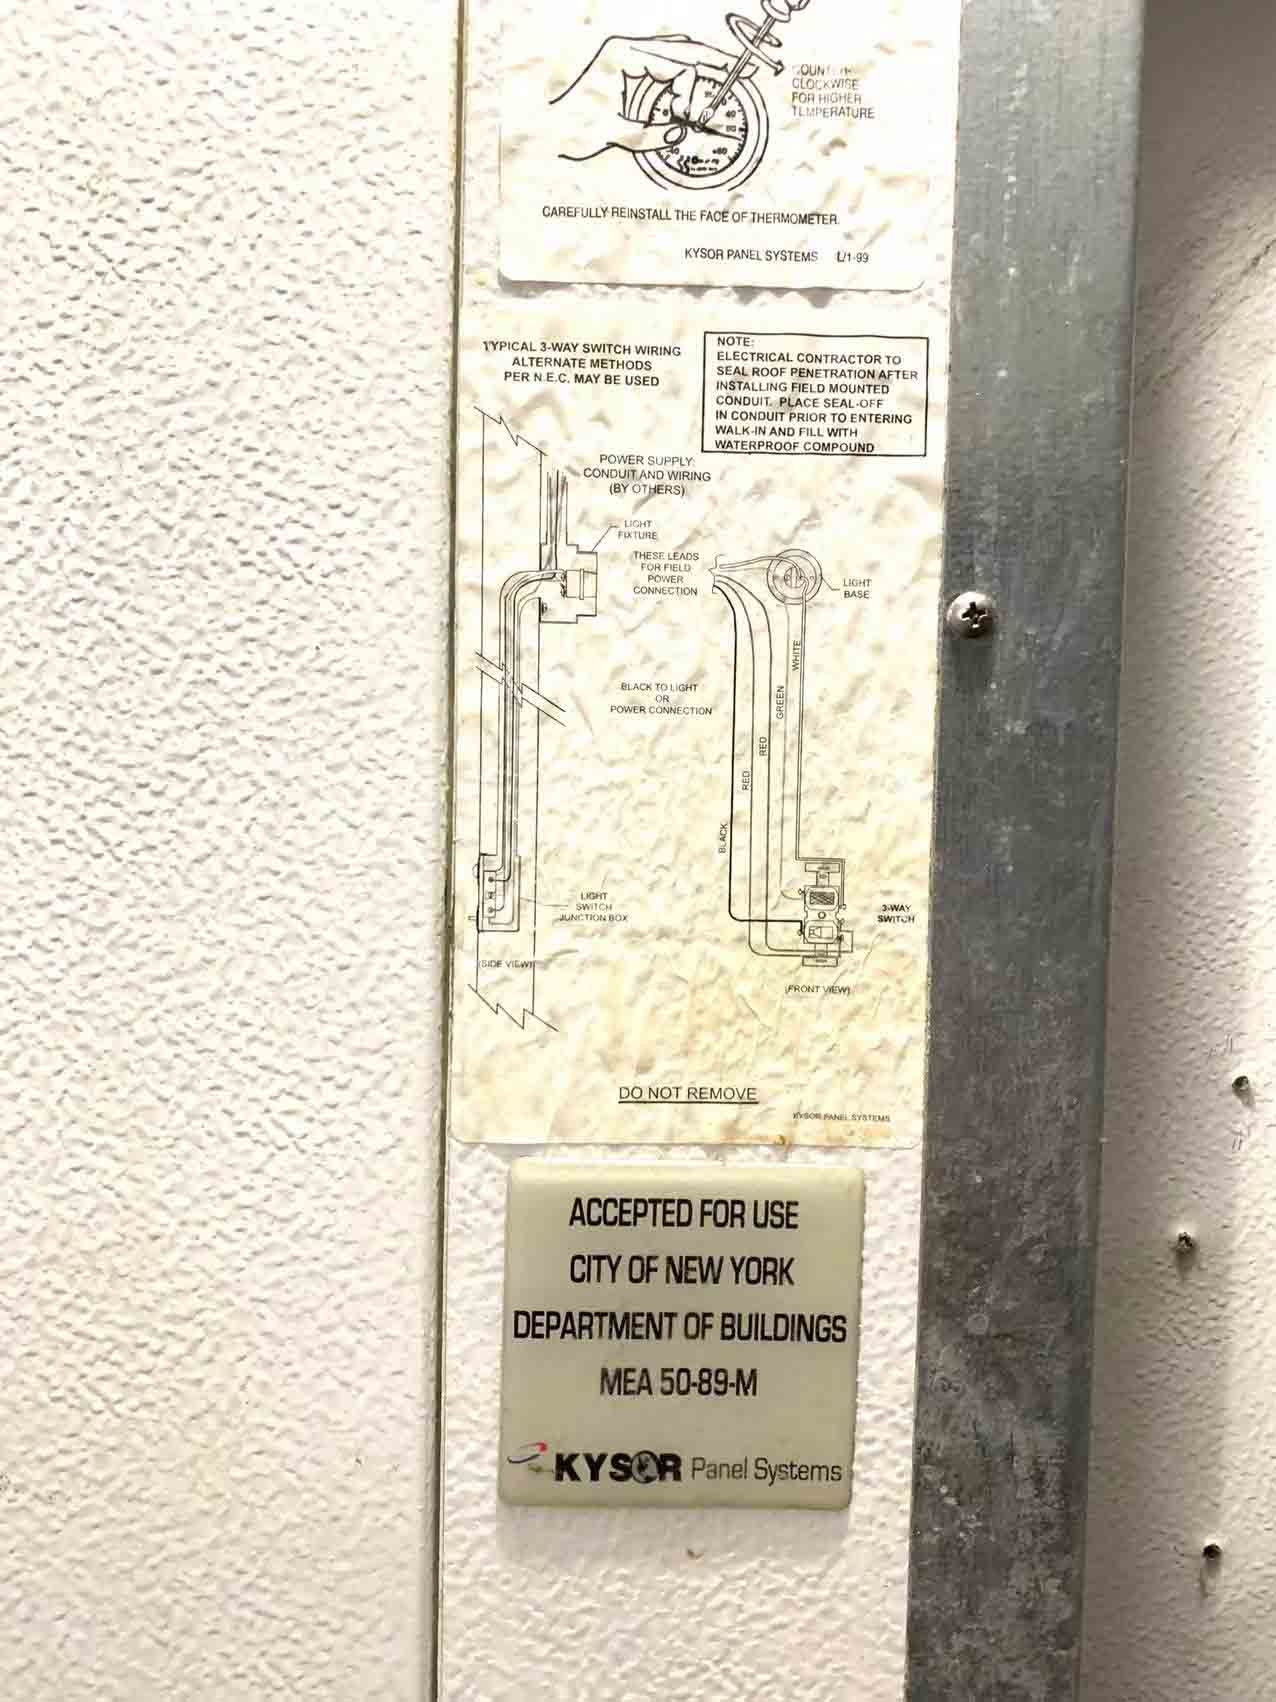 COUNTER-
CLOCKWISE
FOR HIGHER
TEMPERATURE
CAREFULLY REINSTALL THE FACE OF THERMOMETER.
KYSOR PANEL SYSTEMS L/1-99
TYPICAL 3-WAY SWITCH WIRING
ALTERNATE METHODS
PER N.E.C. MAY BE USED
NOTE:
ELECTRICAL CONTRACTOR TO
SEAL ROOF PENETRATION AFTER
INSTALLING FIELD MOUNTED
CONDUIT. PLACE SEAL-OFF
IN CONDUIT PRIOR TO ENTERING
WALK-IN AND FILL WITH
WATERPROOF COMPOUND
POWER SUPPLY:
CONDUIT AND WIRING
(BY OTHERS)
LIGHT
FIXTURE
THESE LEADS
FOR FIELD
POWER
CONNECTION
LIGHT
BASE
WHITE
BLACK TO LIGHT
OR
POWER CONNECTION
GREEN
RED
RED
BLACK
LIGHT
SWITCH
JUNCTION BOX
3-WAY
SWITCH
(SIDE VIEW)
(FRONT VIEW)
DO NOT REMOVE
KYSOR PANEL SYSTEMS
ACCEPTED FOR USE
CITY OF NEW YORK
DEPARTMENT OF BUILDINGS
MEA 50-89-M
KYSOR Panel Systems